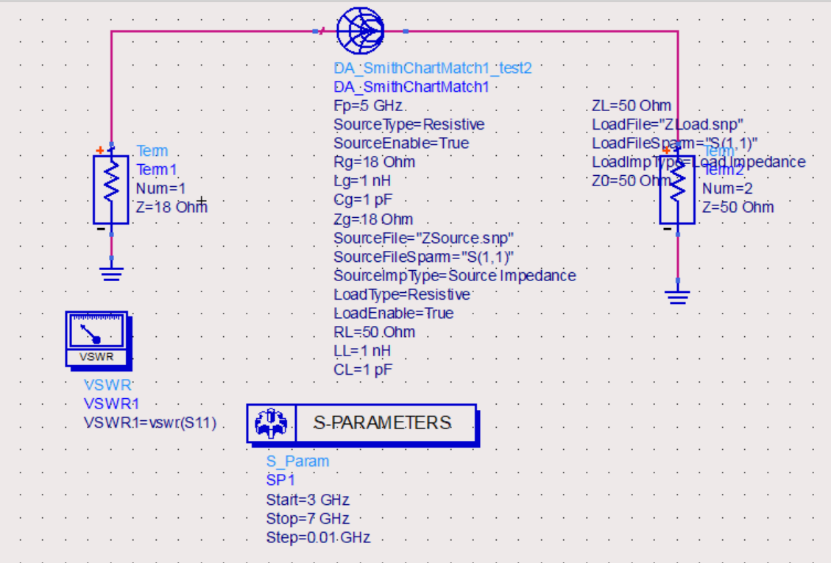 DA_SmithChartMatch1_test2
DA_SmithChartMatch1
Fp=5 GHz
SourceType=Resistive
SourceEnable=True
Rg=18 Ohm
Lg=1 nH
Cg=1 pF
Zg=18 Ohm
SourceFile="ZSource.snp"
SourceFileSparm="S(1,1)"
SourceImpType=Source Impedance
LoadType=Resistive
LoadEnable=True
RL=50 Ohm
LL=1 nH
CL=1 pF
ZL=50 Ohm
LoadFile="ZLoad.snp"
LoadFileSparm="S(1,1)"
LoadImpType=Load Impedance
Z0=50 Ohm
Term
Term1
Num=1
Z=18 Ohm
Term
Term2
Num=2
Z=50 Ohm
VSWR
VSWR
VSWR1
VSWR1=vswr(S11)
S-PARAMETERS
S_Param
SP1
Start=3 GHz
Stop=7 GHz
Step=0.01 GHz